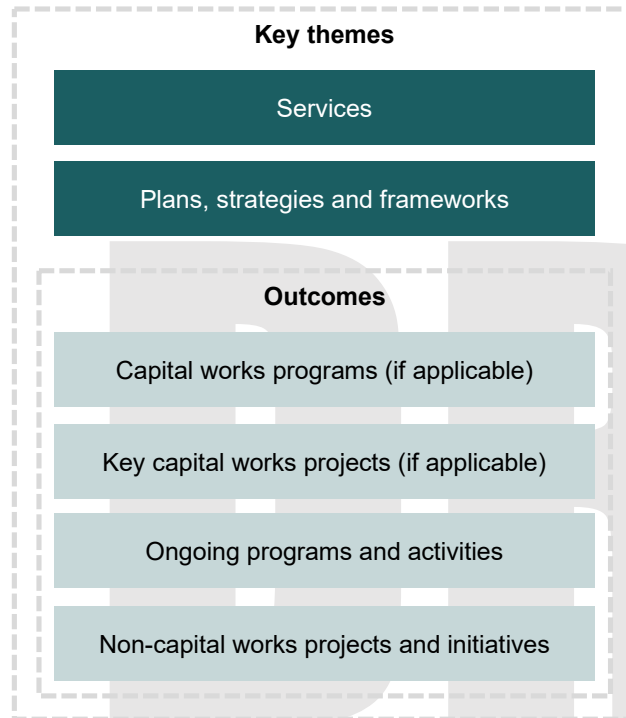 Key themes
Services
Plans, strategies and frameworks
Outcomes
Capital works programs (if applicable)
Key capital works projects (if applicable)
Ongoing programs and activities
Non-capital works projects and initiatives